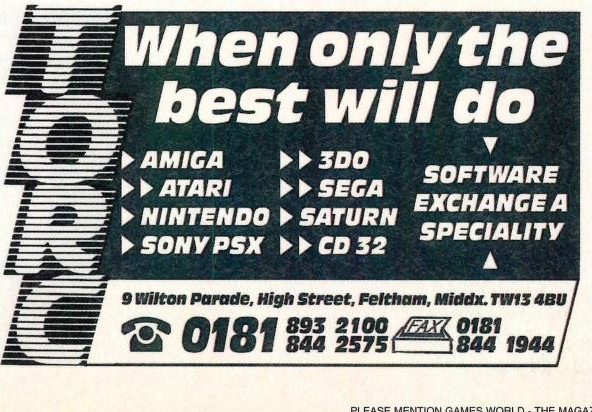 TORC
When only the
best will do
AMIGA
ATARI
NINTENDO
SONY PSX
3DO
SEGA
SATURN
CD 32
SOFTWARE
EXCHANGE A
SPECIALITY
9 Wilton Parade, High Street, Feltham, Middx. TW13 4BU
0181 893 2100
844 2575
FAX 0181
844 1944
PLEASE MENTION GAMES WORLD - THE MAGAZ